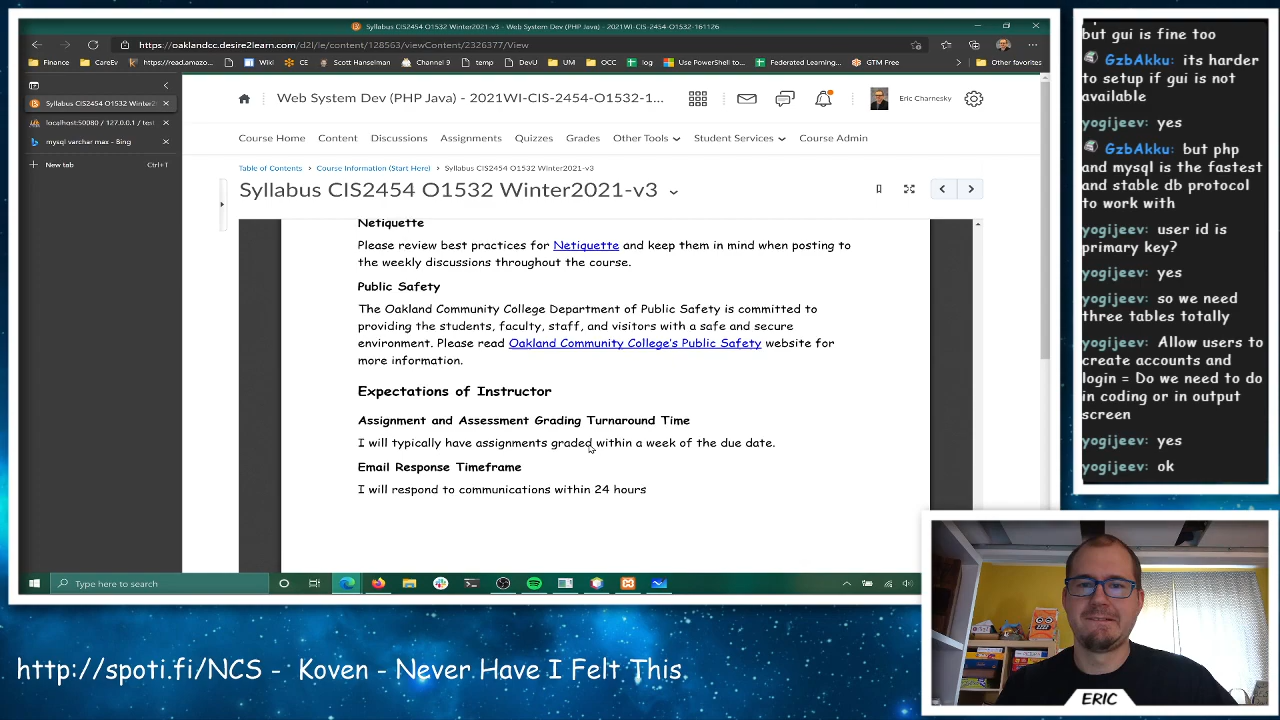 Syllabus CIS2454 O1532 Winter2021-v3 - Web System Dev (PHP Java) - 2021WI-CIS-2454-O1532-161126
https://oaklandcc.desire2learn.com/d2l/le/content/128563/viewContent/2326377/View
Finance
CareEv
https://read.amazo...
Wiki
CE
Scott Hanselman
Channel 9
temp
DevU
UM
OCC
log
Use PowerShell to...
Federated Learning...
GTM
Other favorites
Syllabus CIS2454 O1532 Winter2
localhost:50080 / 127.0.0.1 / test
mysql varchar max - Bing
New tab
Ctrl+T
Web System Dev (PHP Java) - 2021WI-CIS-2454-O1532-1...
Eric Charnesky
Course Home
Content
Discussions
Assignments
Quizzes
Grades
Other Tools
Student Services
Course Admin
Table of Contents > Course Information (Start Here) > Syllabus CIS2454 O1532 Winter2021-v3
Syllabus CIS2454 O1532 Winter2021-v3
Netiquette
Please review best practices for Netiquette and keep them in mind when posting to
the weekly discussions throughout the course.
Public Safety
The Oakland Community College Department of Public Safety is committed to
providing the students, faculty, staff, and visitors with a safe and secure
environment. Please read Oakland Community College's Public Safety website for
more information.
Expectations of Instructor
Assignment and Assessment Grading Turnaround Time
I will typically have assignments graded within a week of the due date.
Email Response Timeframe
I will respond to communications within 24 hours
Type here to search
but gui is fine too
GzbAkku: its harder
to setup if gui is not
available
yogijeev: yes
GzbAkku: but php
and mysql is the fastest
and stable db protocol
to work with
yogijeev: user id is
primary key?
yogijeev: yes
yogijeev: so we need
three tables totally
yogijeev: Allow users to
create accounts and
login = Do we need to do
in coding or in output
screen
yogijeev: yes
yogijeev: ok
http://spoti.fi/NCS - Koven - Never Have I Felt This.
ERIC